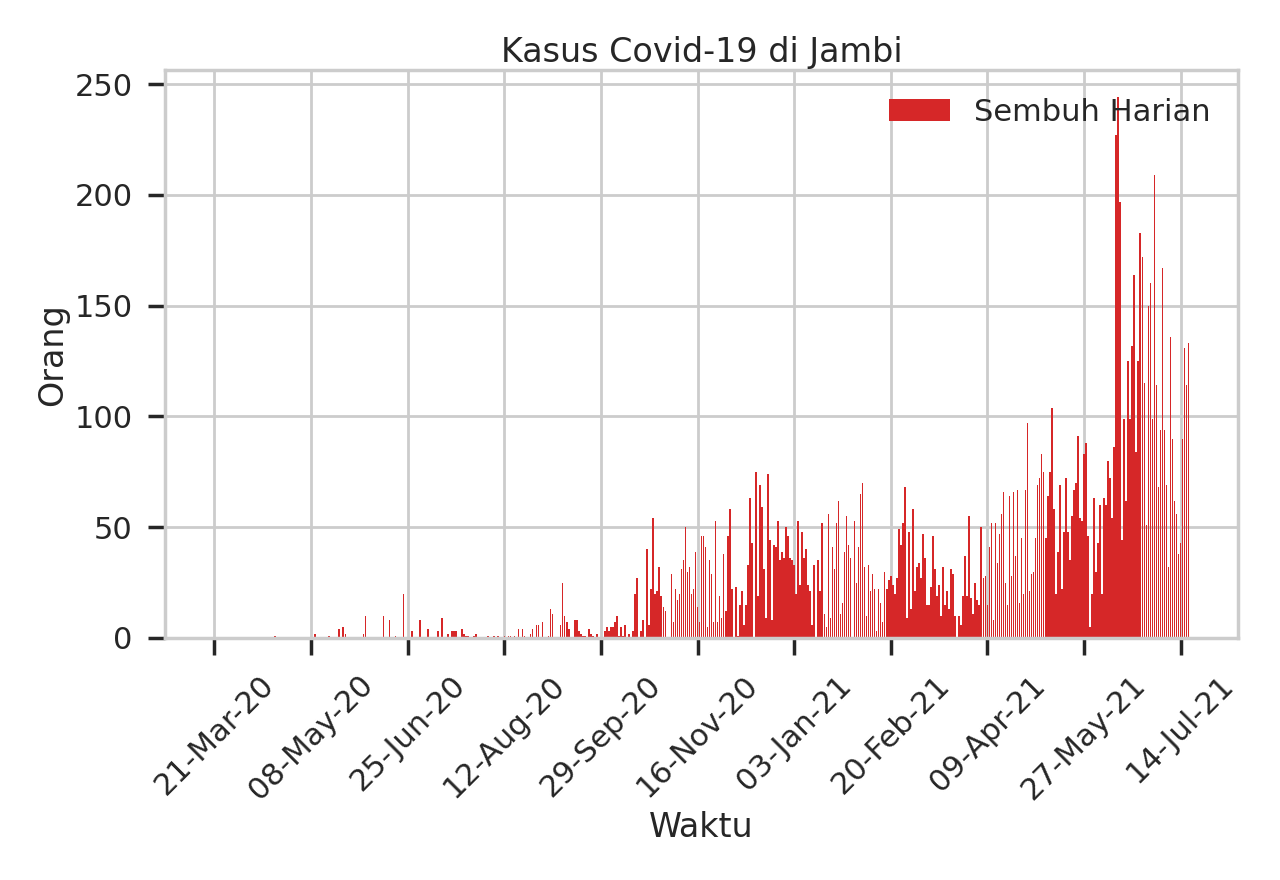 Kasus Covid-19 di Jambi
Sembuh Harian
Orang
250
200
150
100
50
0
21-Mar-20
08-May-20
25-Jun-20
12-Aug-20
29-Sep-20
16-Nov-20
03-Jan-21
20-Feb-21
09-Apr-21
27-May-21
14-Jul-21
Waktu